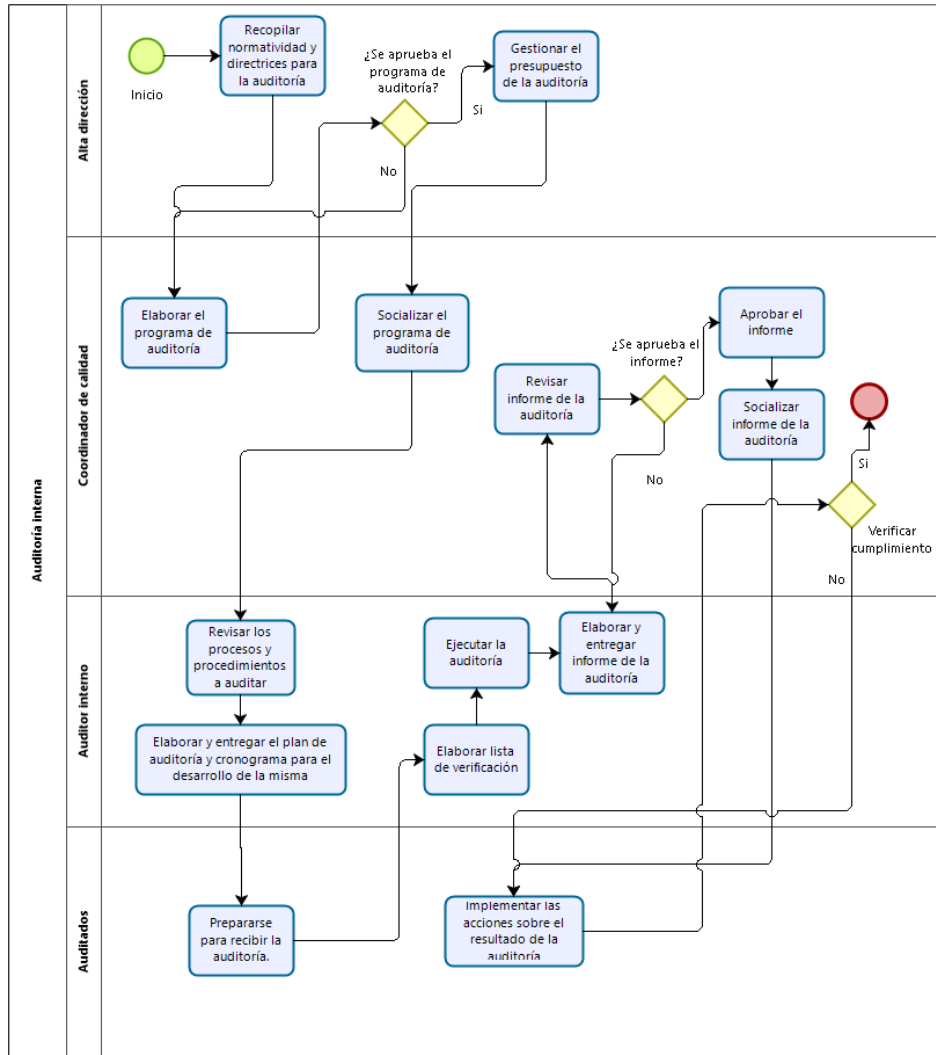 Auditoría interna
Alta dirección
Inicio
Recopilar
normatividad y
directrices para
la auditoría
¿Se aprueba el
programa de
auditoría?
Si
No
Gestionar el
presupuesto
de la auditoría
Coordinador de calidad
Elaborar el
programa de
auditoría
Socializar el
programa de
auditoría
Revisar
informe de la
auditoría
¿Se aprueba el
informe?
No
Aprobar el
informe
Socializar
informe de la
auditoría
Si
Verificar
cumplimiento
No
Auditor interno
Revisar los
procesos y
procedimientos
a auditar
Elaborar y entregar el plan de
auditoría y cronograma para el
desarrollo de la misma
Ejecutar la
auditoría
Elaborar lista
de verificación
Elaborar y
entregar
informe de la
auditoría
Auditados
Prepararse
para recibir la
auditoría.
Implementar las
acciones sobre el
resultado de la
auditoría